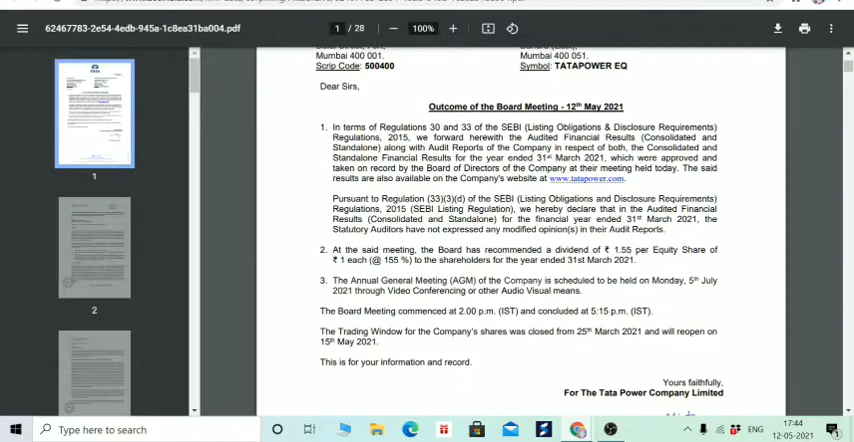 62467783-2e54-4edb-945a-1c8ea31ba004.pdf
1 / 28
100%
TATA
1
2
Mumbai 400 001.
Scrip Code: 500400
Mumbai 400 051.
Symbol: TATAPOWER EQ
Dear Sirs,
Outcome of the Board Meeting - 12th May 2021
1. In terms of Regulations 30 and 33 of the SEBI (Listing Obligations & Disclosure Requirements)
Regulations, 2015, we forward herewith the Audited Financial Results (Consolidated and
Standalone) along with Audit Reports of the Company in respect of both, the Consolidated and
Standalone Financial Results for the year ended 31st March 2021, which were approved and
taken on record by the Board of Directors of the Company at their meeting held today. The said
results are also available on the Company's website at www.tatapower.com.
Pursuant to Regulation (33)(3)(d) of the SEBI (Listing Obligations and Disclosure Requirements)
Regulations, 2015 (SEBI Listing Regulation), we hereby declare that in the Audited Financial
Results (Consolidated and Standalone) for the financial year ended 31st March 2021, the
Statutory Auditors have not expressed any modified opinion(s) in their Audit Reports.
2. At the said meeting, the Board has recommended a dividend of ₹ 1.55 per Equity Share of
₹ 1 each (@ 155 %) to the shareholders for the year ended 31st March 2021.
3. The Annual General Meeting (AGM) of the Company is scheduled to be held on Monday, 5th July
2021 through Video Conferencing or other Audio Visual means.
The Board Meeting commenced at 2.00 p.m. (IST) and concluded at 5:15 p.m. (IST).
The Trading Window for the Company's shares was closed from 25th March 2021 and will reopen on
15th May 2021.
This is for your information and record.
Yours faithfully,
For The Tata Power Company Limited
Type here to search
ENG
17:44
12-05-2021